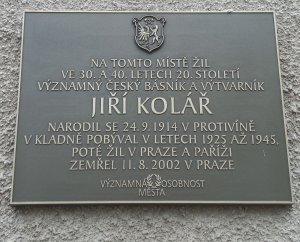 NA TOMTO MÍSTĚ ŽIL
VE 30. A 40. LETECH 20. STOLETÍ
VÝZNAMNÝ ČESKÝ BÁSNÍK A VÝTVARNÍK
JIŘÍ KOLÁŘ
NARODIL SE 24. 9. 1914 V PROTIVÍNĚ
V KLADNĚ POBÝVAL V LETECH 1925 AŽ 1945,
POTÉ ŽIL V PRAZE A PAŘÍŽI
ZEMŘEL 11. 8. 2002 V PRAZE
VÝZNAMNÁ OSOBNOST
MĚSTA